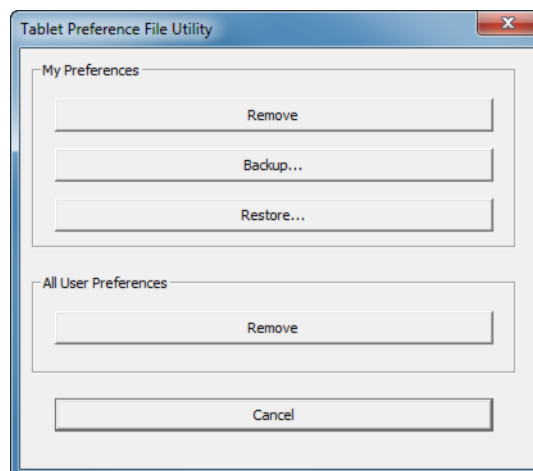 Tablet Preference File Utility
My Preferences
Remove
Backup...
Restore...
All User Preferences
Remove
Cancel